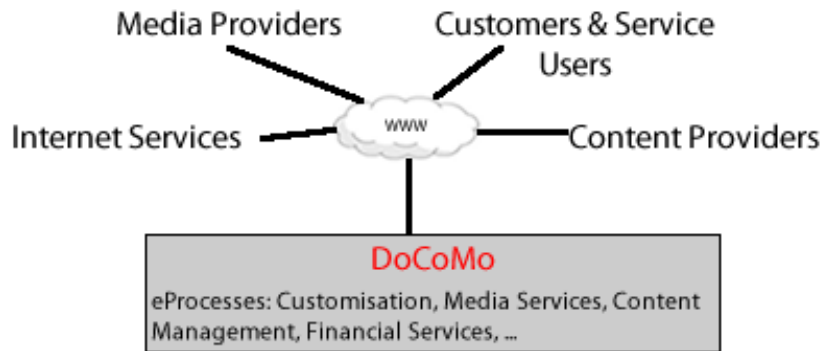 Media Providers
Customers & Service
Users
Internet Services
www
Content Providers
DoCoMo
eProcesses: Customisation, Media Services, Content
Management, Financial Services, ...